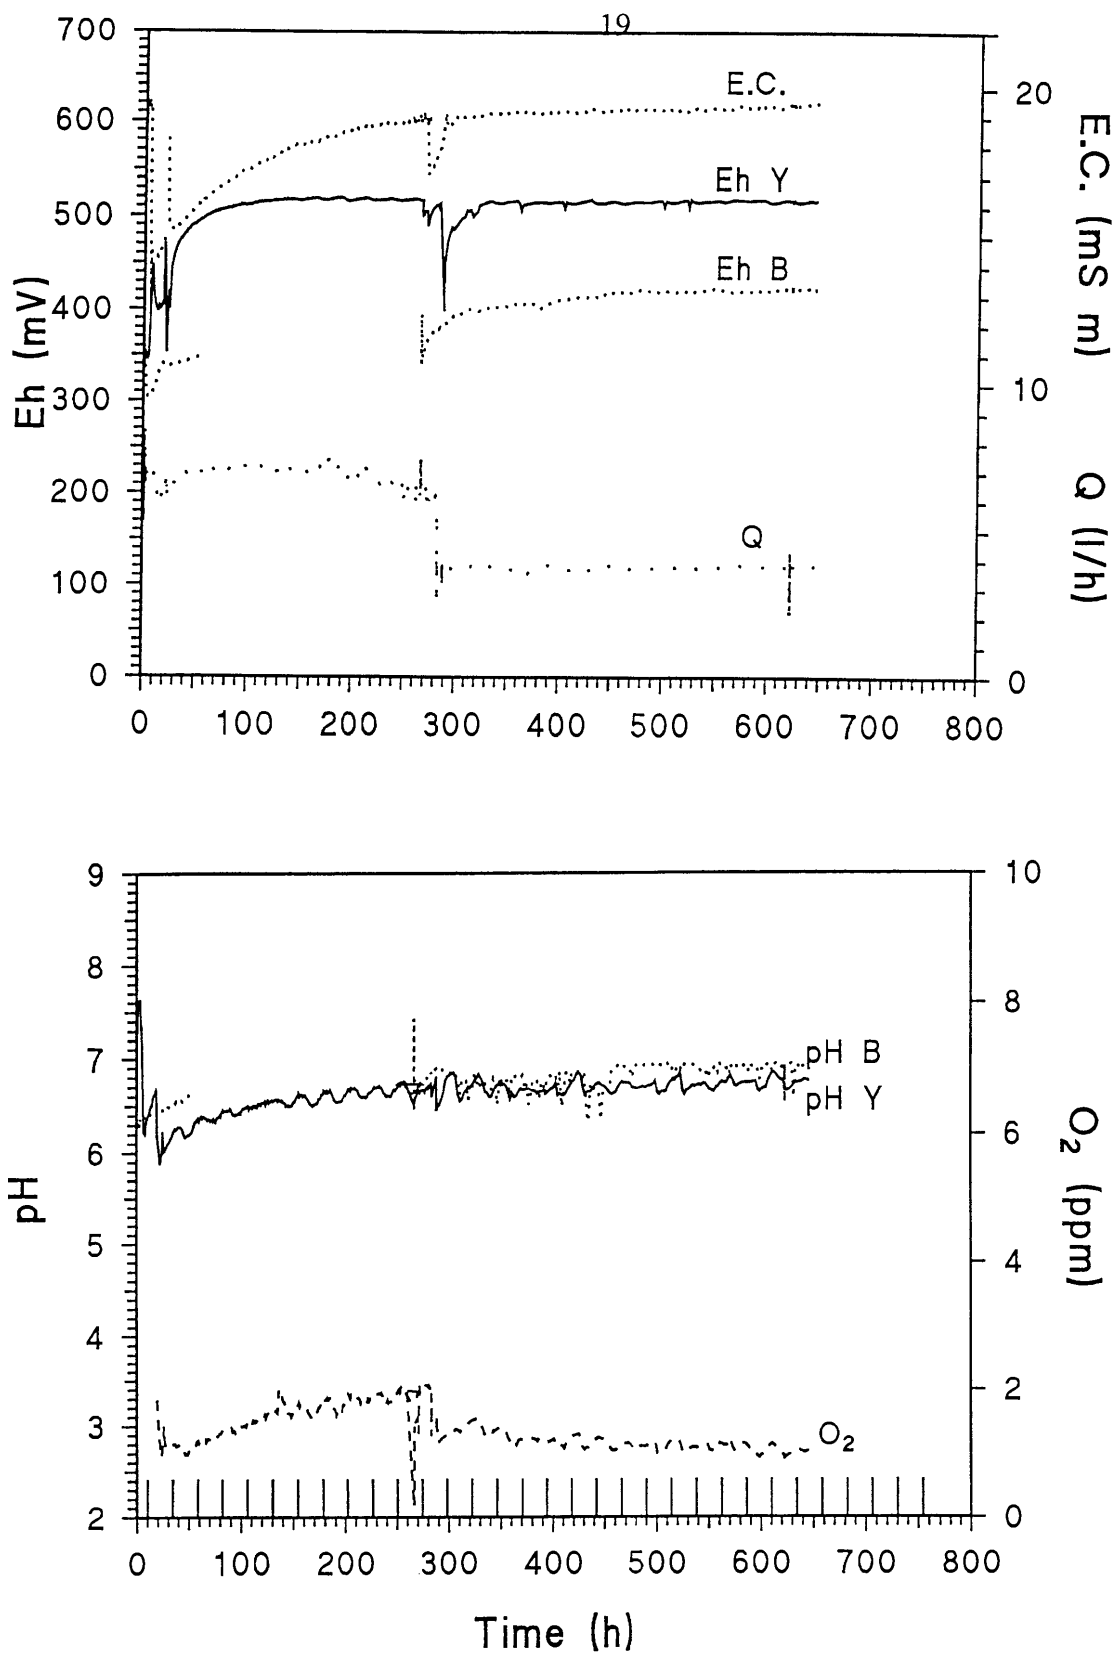 19
700
600
500
400
300
200
100
0
Eh (mV)
20
10
0
E.C. (mS m)
Q (l/h)
E.C.
Eh Y
Eh B
Q
0 100 200 300 400 500 600 700 800
9
8
7
6
5
4
3
2
pH
10
8
6
4
2
0
O₂ (ppm)
pH B
pH Y
O₂
0 100 200 300 400 500 600 700 800
Time (h)